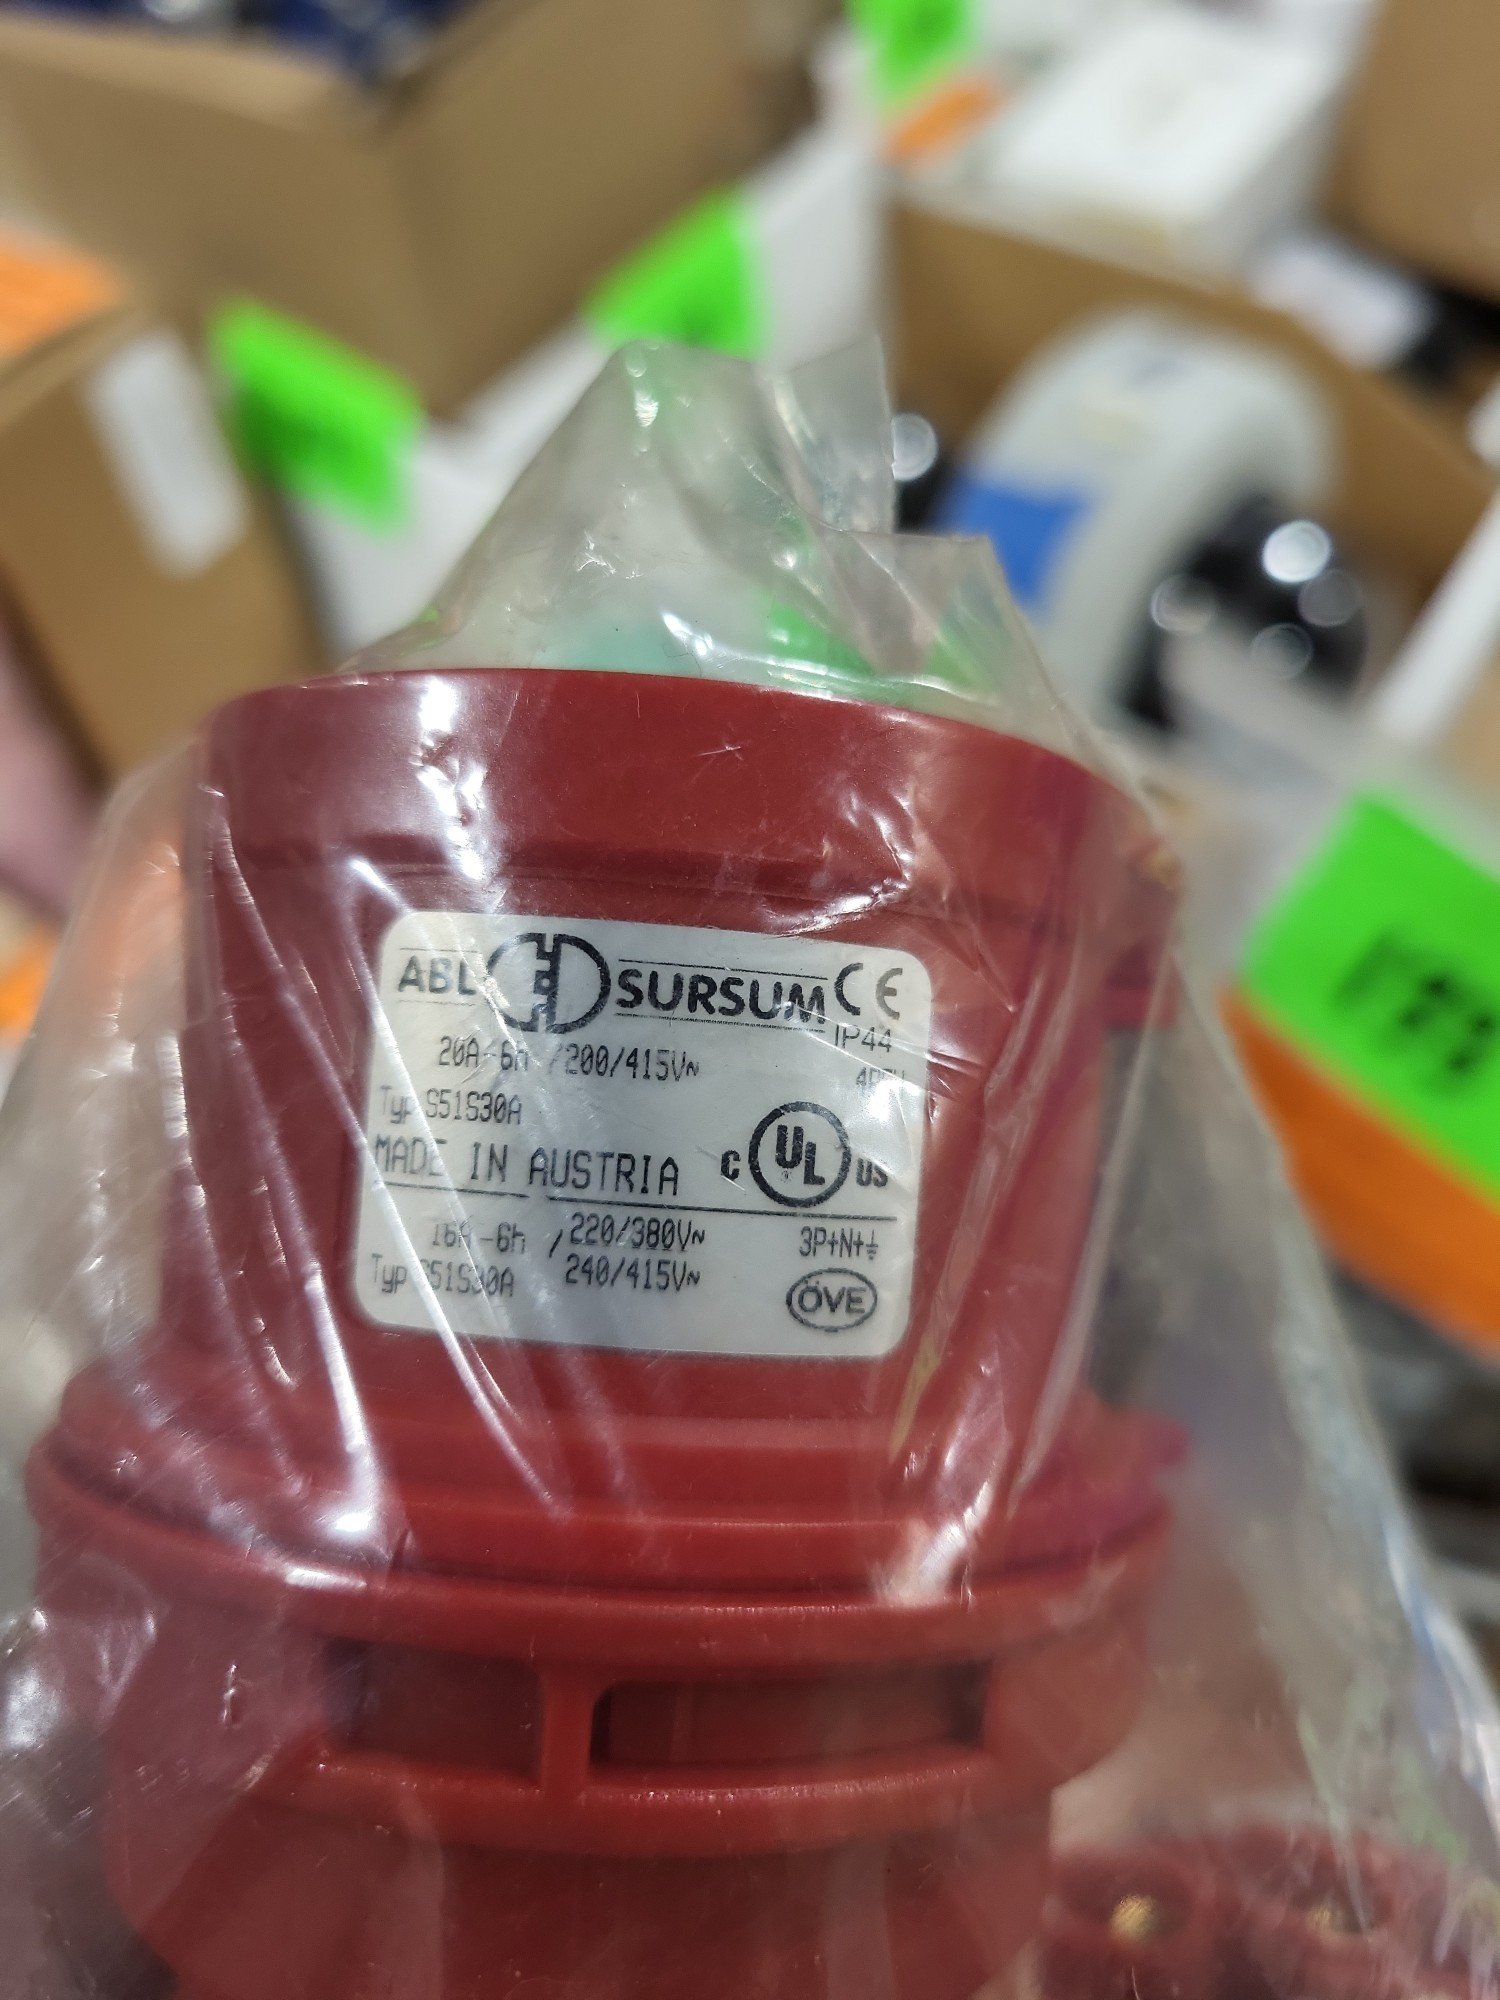 ABL SURSUM CE
IP44
20A-6h /200/415V~
Typ S51S30A
MADE IN AUSTRIA C UL US
16A-6h / 220/380V~ 3P+N+⏚
Typ S51S30A 240/415V~
ÖVE